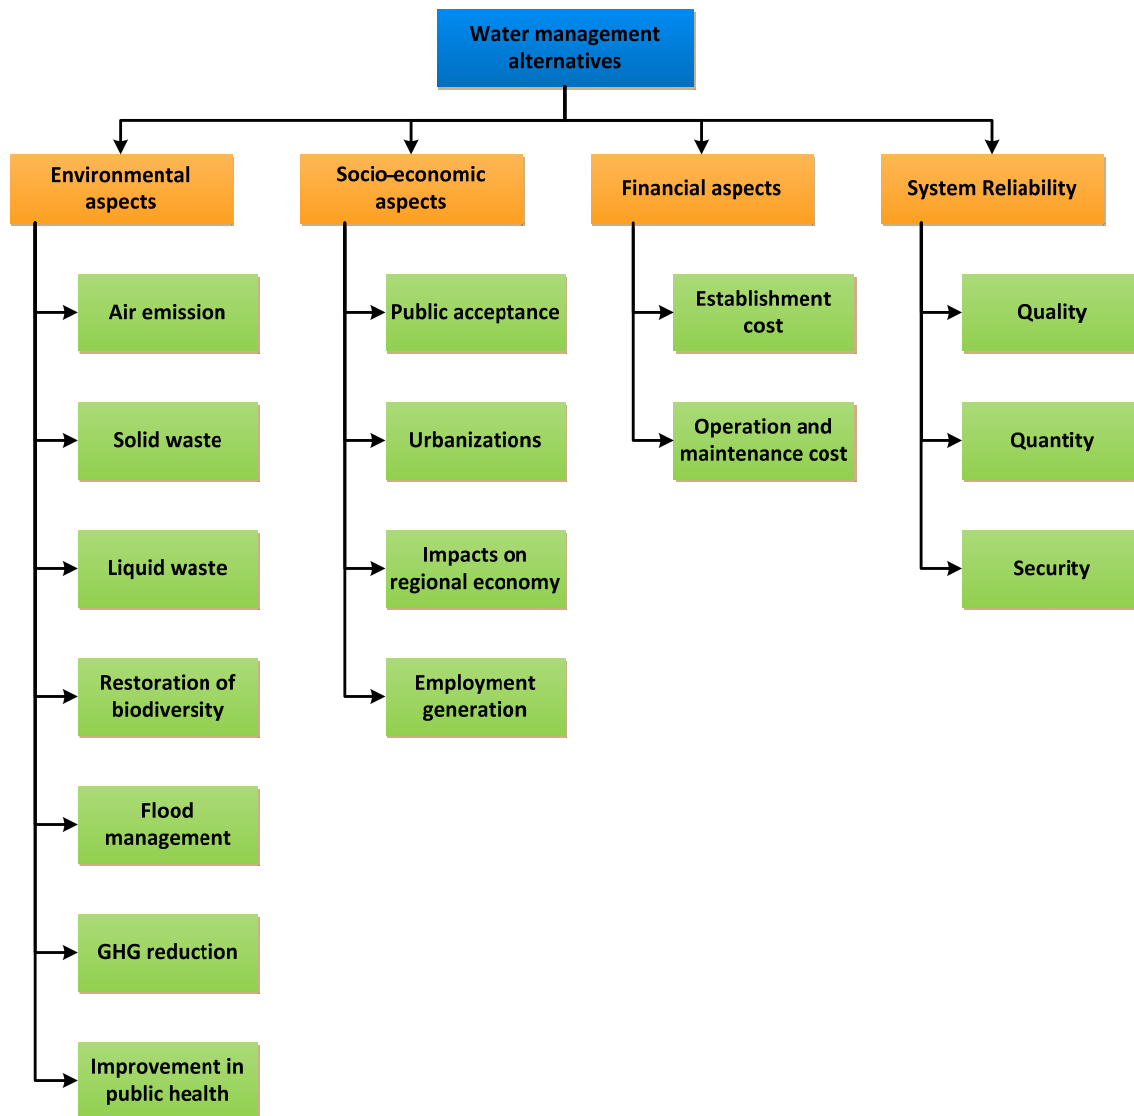 Water management
alternatives
Environmental
aspects
Air emission
Solid waste
Liquid waste
Restoration of
biodiversity
Flood
management
GHG reduction
Improvement in
public health
Socio-economic
aspects
Public acceptance
Urbanizations
Impacts on
regional economy
Employment
generation
Financial aspects
Establishment
cost
Operation and
maintenance cost
System Reliability
Quality
Quantity
Security